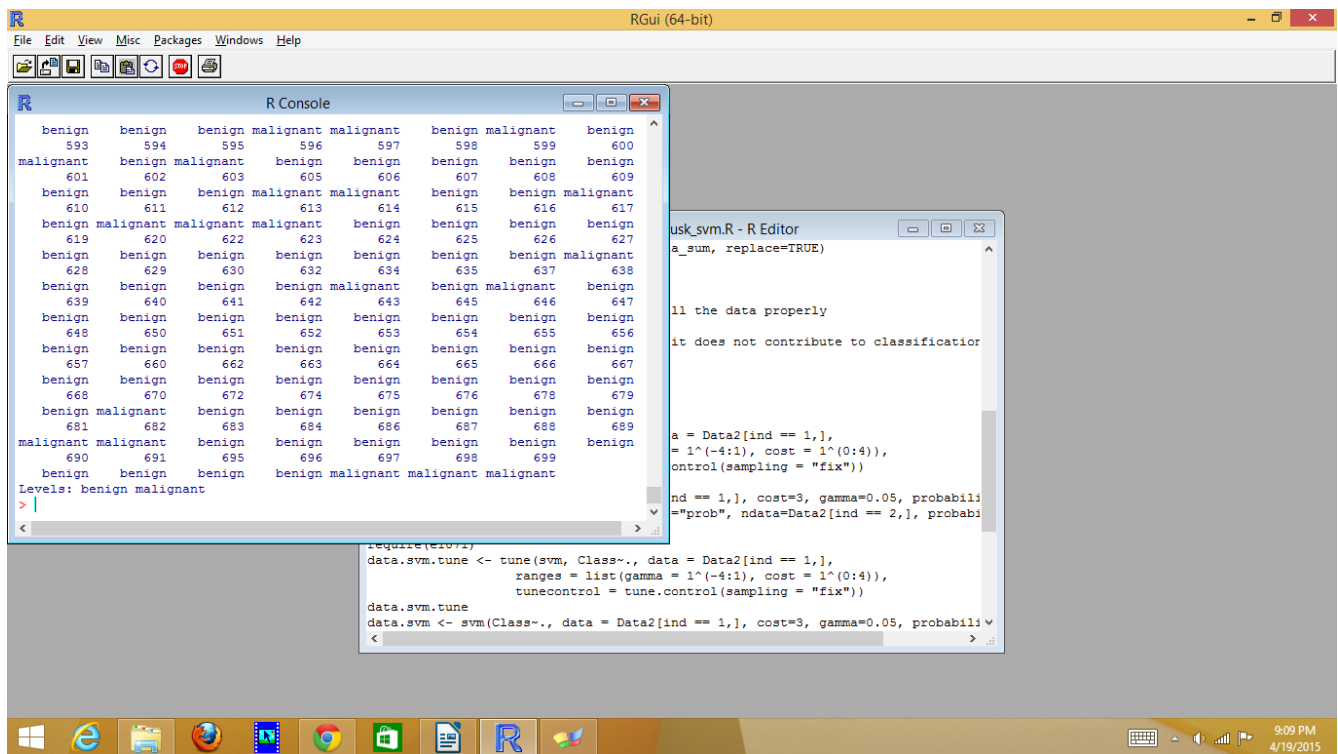 RGui (64-bit)
File Edit View Misc Packages Windows Help
STOP
R Console
benign benign benign malignant malignant benign malignant benign
593 594 595 596 597 598 599 600
malignant benign malignant benign benign benign benign benign
601 602 603 605 606 607 608 609
benign benign benign malignant malignant benign benign malignant
610 611 612 613 614 615 616 617
benign malignant malignant malignant benign benign benign benign
619 620 622 623 624 625 626 627
benign benign benign benign benign benign benign malignant
628 629 630 632 634 635 637 638
benign benign benign benign malignant benign malignant benign
639 640 641 642 643 645 646 647
benign benign benign benign benign benign benign benign
648 650 651 652 653 654 655 656
benign benign benign benign benign benign benign benign
657 660 662 663 664 665 666 667
benign benign benign benign benign benign benign benign
668 670 672 674 675 676 678 679
benign malignant benign benign benign benign benign benign
681 682 683 684 686 687 688 689
malignant malignant benign benign benign benign benign benign
690 691 695 696 697 698 699
benign benign benign benign malignant malignant malignant
Levels: benign malignant
>
usk_svm.R - R Editor
a_sum, replace=TRUE)
ll the data properly
it does not contribute to classification
a = Data2[ind == 1,],
= 1^(-4:1), cost = 1^(0:4)),
ontrol(sampling = "fix"))
nd == 1,], cost=3, gamma=0.05, probabili
="prob", ndata=Data2[ind == 2,], probabi
require(e1071)
data.svm.tune <- tune(svm, Class~., data = Data2[ind == 1,],
ranges = list(gamma = 1^(-4:1), cost = 1^(0:4)),
tunecontrol = tune.control(sampling = "fix"))
data.svm.tune
data.svm <- svm(Class~., data = Data2[ind == 1,], cost=3, gamma=0.05, probabili
9:09 PM
4/19/2015